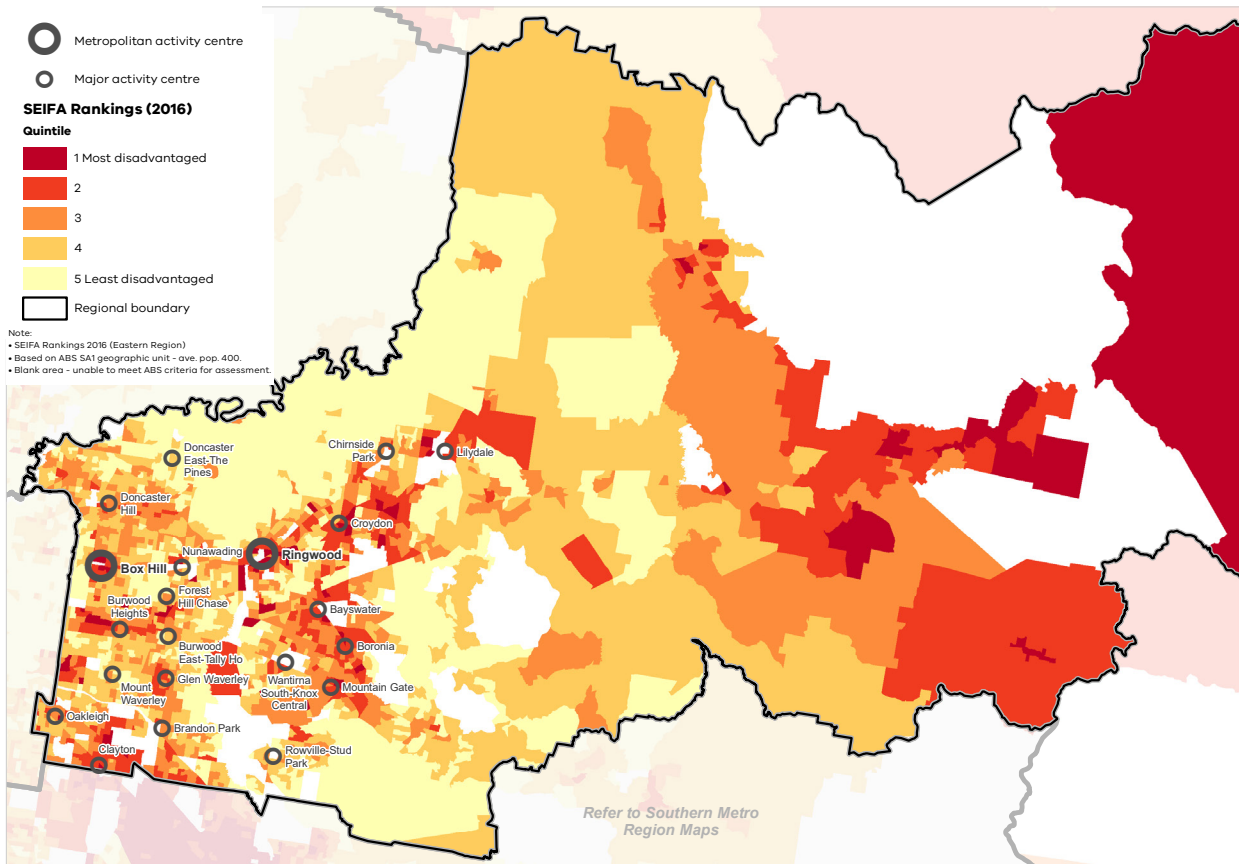 Metropolitan activity centre
Major activity centre
SEIFA Rankings (2016)
Quintile
1 Most disadvantaged
2
3
4
5 Least disadvantaged
Regional boundary
Note:
• SEIFA Rankings 2016 (Eastern Region)
• Based on ABS SA1 geographic unit - ave. pop. 400.
• Blank area - unable to meet ABS criteria for assessment.
Doncaster
East-The
Pines
Chirnside
Park
Lilydale
Doncaster
Hill
Croydon
Nunawading
Ringwood
Box Hill
Forest
Hill Chase
Burwood
Heights
Bayswater
Burwood
East-Tally Ho
Boronia
Mount
Waverley
Glen Waverley
Wantirna
South-Knox
Central
Mountain Gate
Oakleigh
Brandon Park
Clayton
Rowville-Stud
Park
Refer to Southern Metro
Region Maps